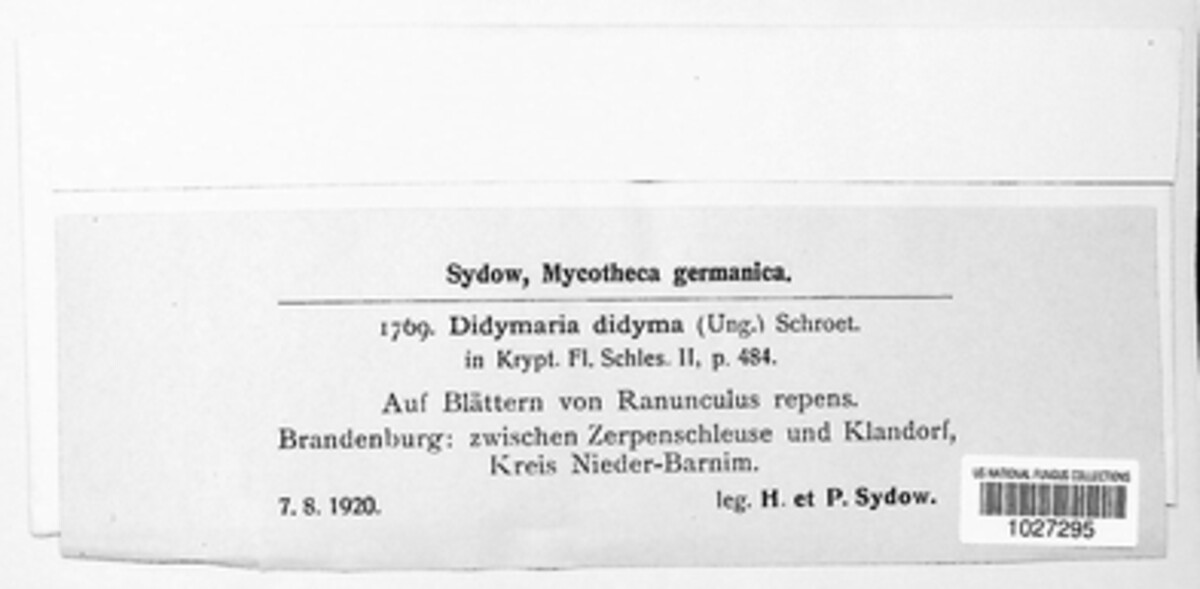 Sydow, Mycotheca germanica.
1769. Didymaria didyma (Ung.) Schroet.
in Krypt. Fl. Schles. II, p. 484.
Auf Blättern von Ranunculus repens.
Brandenburg: zwischen Zerpenschleuse und Klandorf,
Kreis Nieder-Barnim.
7. 8. 1920. leg. H. et P. Sydow.
US NATIONAL FUNGUS COLLECTIONS
1027295